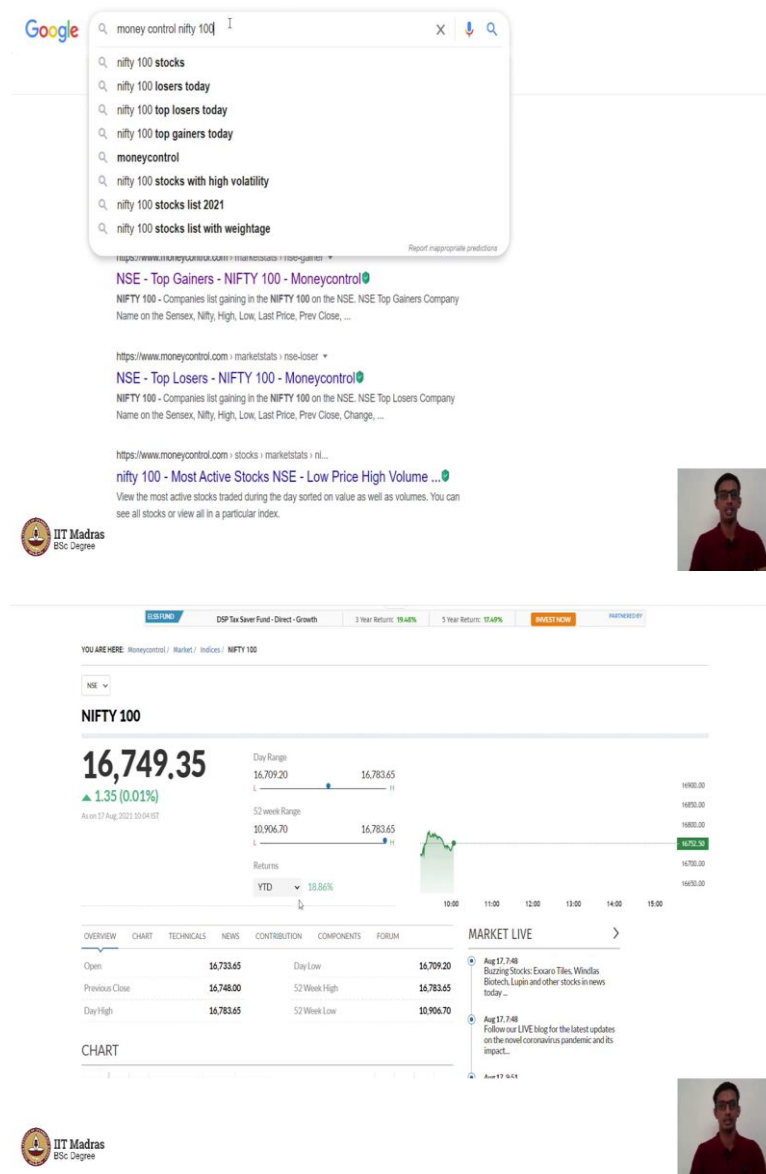 Google
money control nifty 100
nifty 100 stocks
nifty 100 losers today
nifty 100 top losers today
nifty 100 top gainers today
moneycontrol
nifty 100 stocks with high volatility
nifty 100 stocks list 2021
nifty 100 stocks list with weightage
Report inappropriate predictions
https://www.moneycontrol.com › marketstats › nse-gainer
NSE - Top Gainers - NIFTY 100 - Moneycontrol
NIFTY 100 - Companies list gaining in the NIFTY 100 on the NSE. NSE Top Gainers Company
Name on the Sensex, Nifty, High, Low, Last Price, Prev Close, ...
https://www.moneycontrol.com › marketstats › nse-loser
NSE - Top Losers - NIFTY 100 - Moneycontrol
NIFTY 100 - Companies list gaining in the NIFTY 100 on the NSE. NSE Top Losers Company
Name on the Sensex, Nifty, High, Low, Last Price, Prev Close, Change, ...
https://www.moneycontrol.com › stocks › marketstats › ni...
nifty 100 - Most Active Stocks NSE - Low Price High Volume ...
View the most active stocks traded during the day sorted on value as well as volumes. You can
see all stocks or view all in a particular index.
IIT Madras
BSc Degree
ELSS FUND DSP Tax Saver Fund - Direct - Growth 3 Year Return: 19.48% 5 Year Return: 17.49% INVEST NOW PARTNERED BY
YOU ARE HERE: Moneycontrol / Market / Indices / NIFTY 100
NSE
NIFTY 100
16,749.35
1.35 (0.01%)
As on 17 Aug, 2021 10:04 IST
Day Range
16,709.20 16,783.65
L H
52 week Range
10,906.70 16,783.65
L H
Returns
YTD 18.86%
16900.00
16850.00
16800.00
16752.50
16700.00
16650.00
10:00 11:00 12:00 13:00 14:00 15:00
OVERVIEW CHART TECHNICALS NEWS CONTRIBUTION COMPONENTS FORUM
Open 16,733.65 Day Low 16,709.20
Previous Close 16,748.00 52 Week High 16,783.65
Day High 16,783.65 52 Week Low 10,906.70
CHART
MARKET LIVE
Aug 17, 7:48
Buzzing Stocks: Exxaro Tiles, Windlas
Biotech, Lupin and other stocks in news
today ...
Aug 17, 7:48
Follow our LIVE blog for the latest updates
on the novel coronavirus pandemic and its
impact...
Aug 17, 9:51
IIT Madras
BSc Degree